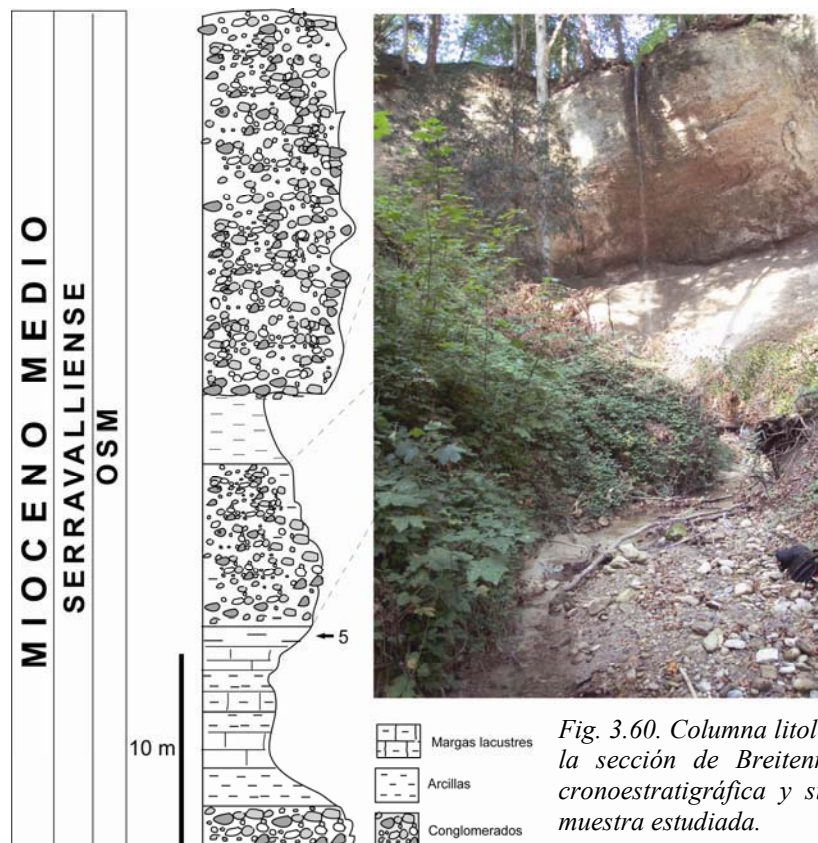 MIOCENO MEDIO
SERRAVALLIENSE
OSM
5
10 m
Margas lacustres
Arcillas
Conglomerados
Fig. 3.60. Columna litol
la sección de Breiten
cronoestratigráfica y s
muestra estudiada.